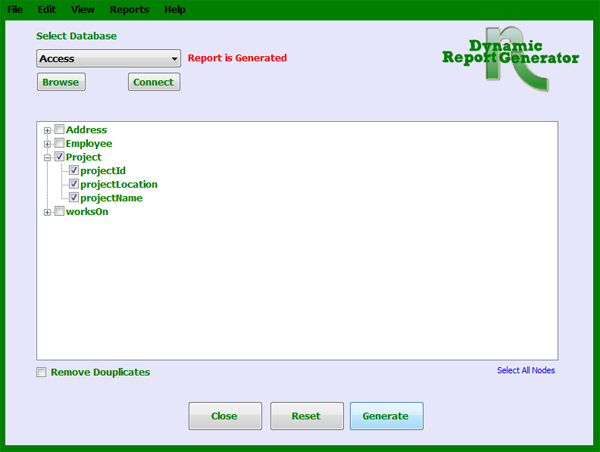 File Edit View Reports Help
Select Database
Access
Report is Generated
Dynamic
Report Generator
Browse Connect
Address
Employee
Project
projectId
projectLocation
projectName
worksOn
Remove Douplicates
Select All Nodes
Close Reset Generate